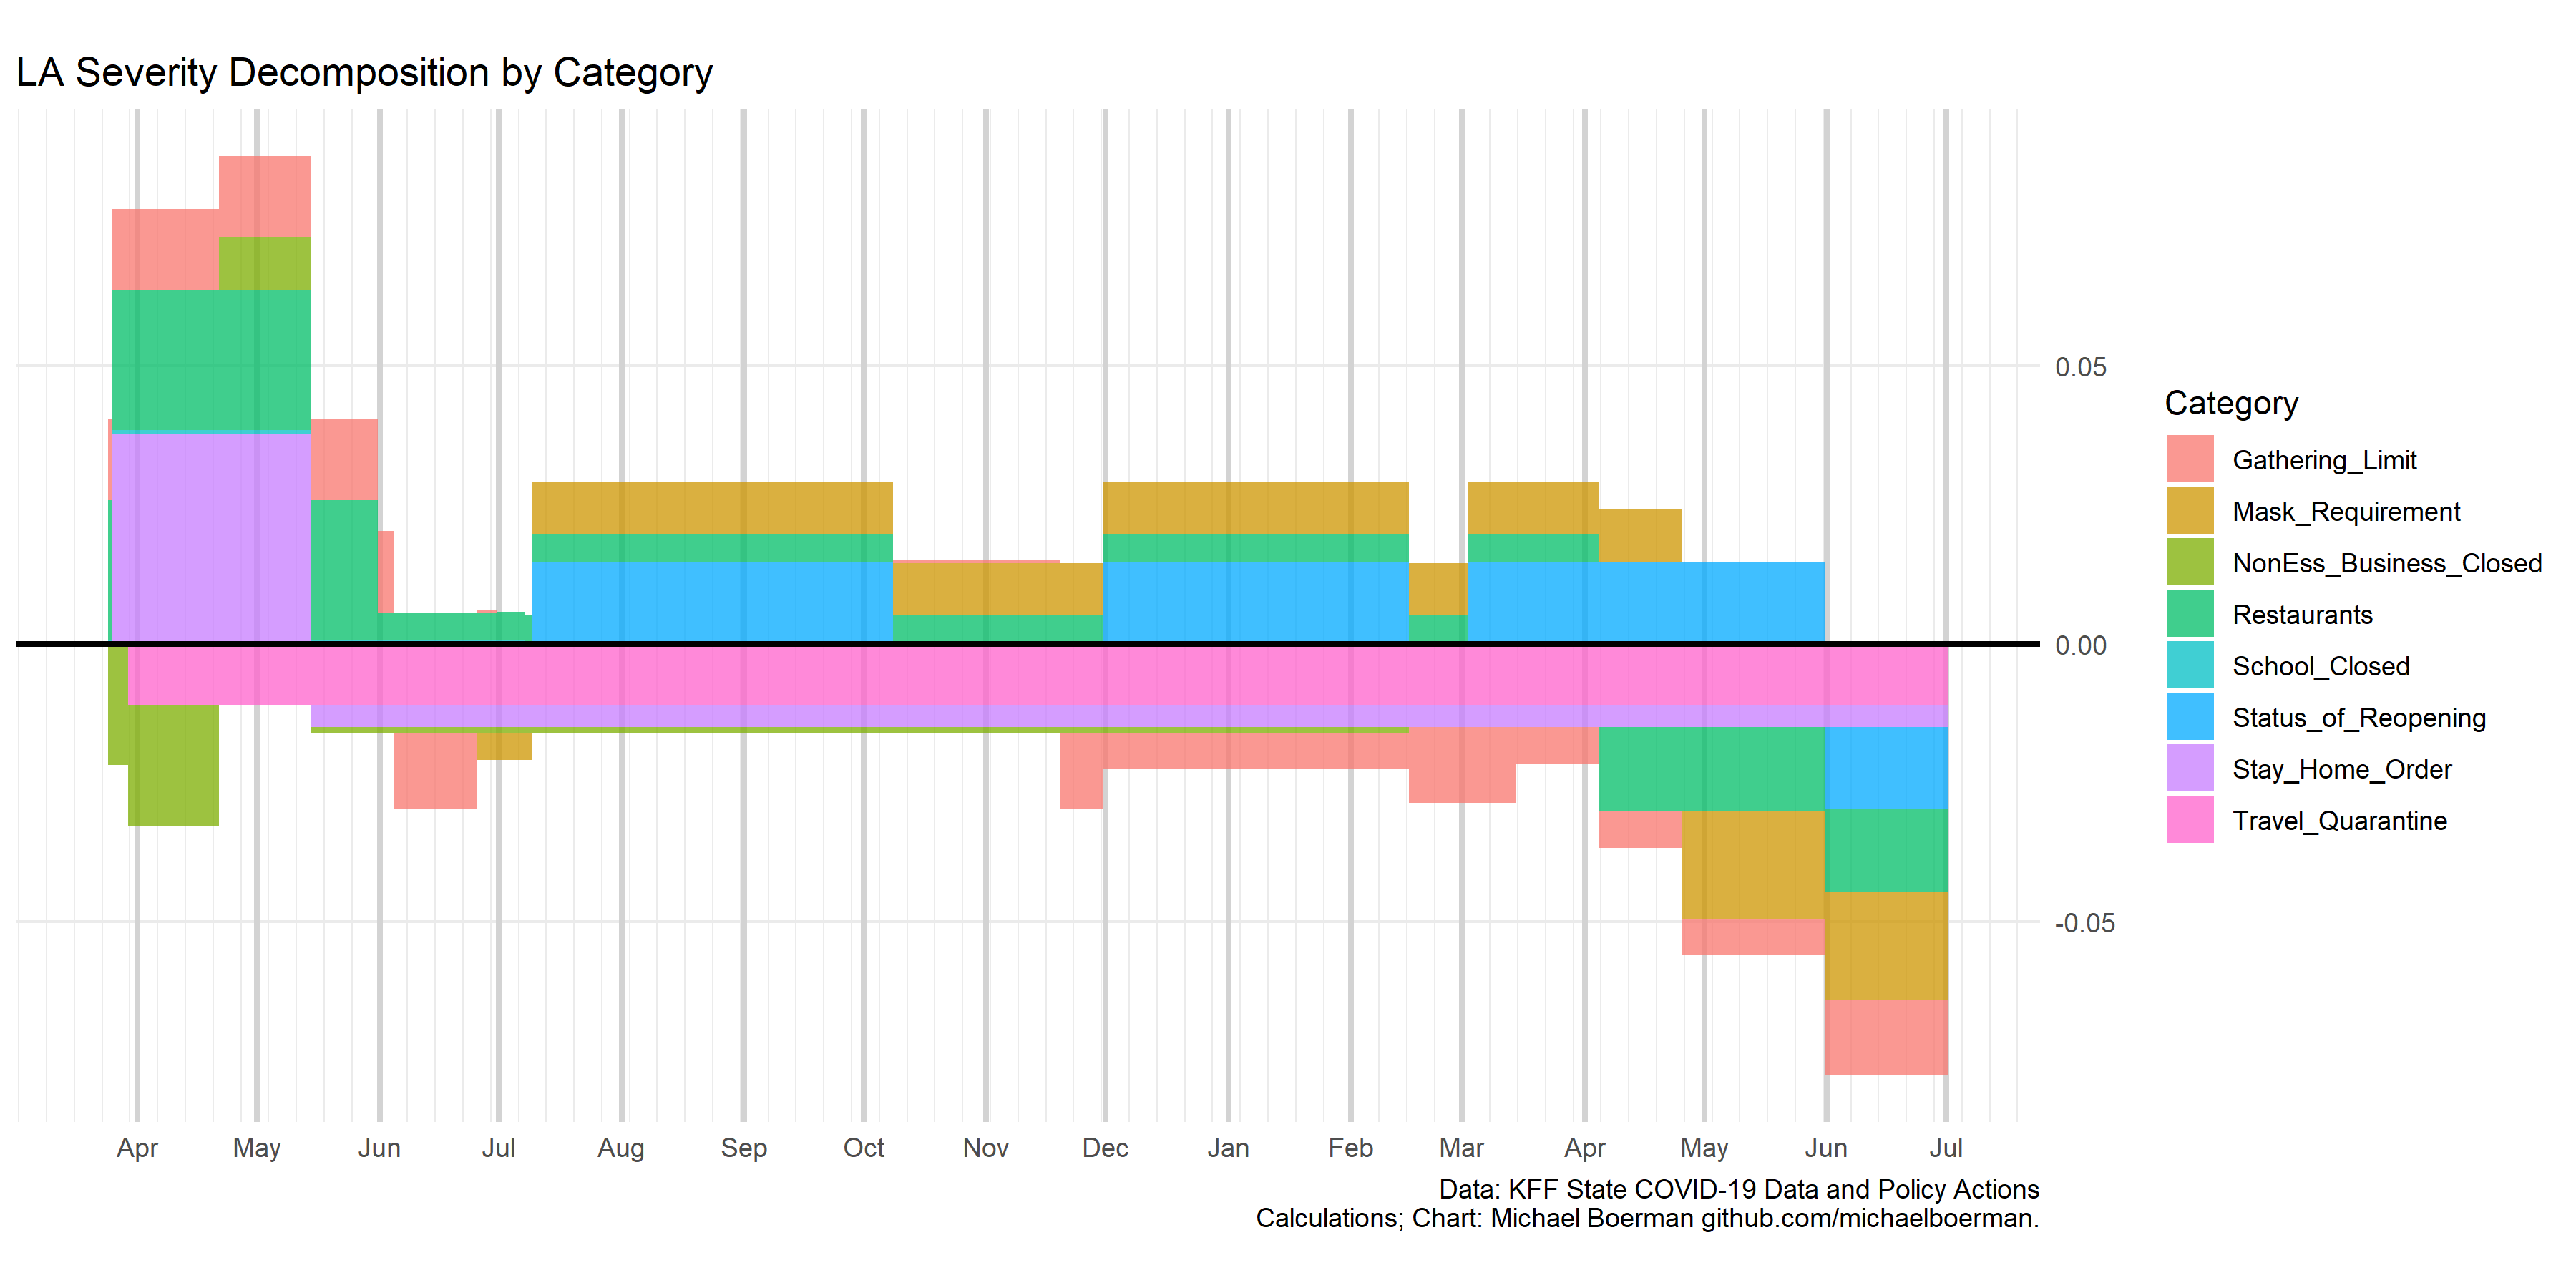 LA Severity Decomposition by Category
0.05
0.00
-0.05
Apr May Jun Jul Aug Sep Oct Nov Dec Jan Feb Mar Apr May Jun Jul
Category
Gathering_Limit
Mask_Requirement
NonEss_Business_Closed
Restaurants
School_Closed
Status_of_Reopening
Stay_Home_Order
Travel_Quarantine
Data: KFF State COVID-19 Data and Policy Actions
Calculations; Chart: Michael Boerman github.com/michaelboerman.